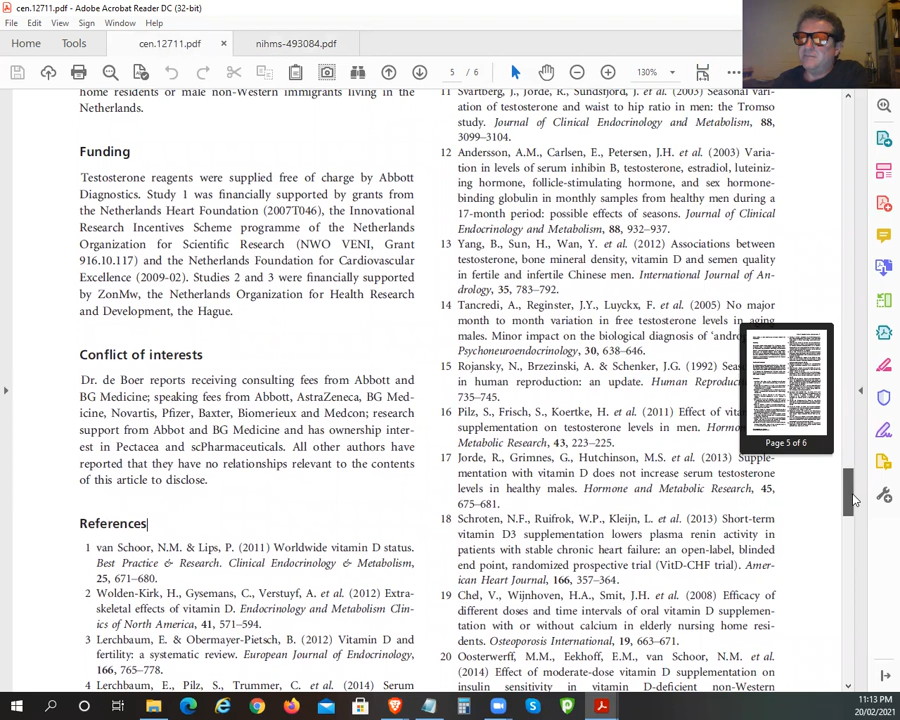 cen.12711.pdf - Adobe Acrobat Reader DC (32-bit)
File Edit View Sign Window Help
Home Tools cen.12711.pdf × nihms-493084.pdf
5 / 6 130%
home residents or male non-Western immigrants living in the
Netherlands.
Funding
Testosterone reagents were supplied free of charge by Abbott
Diagnostics. Study 1 was financially supported by grants from
the Netherlands Heart Foundation (2007T046), the Innovational
Research Incentives Scheme programme of the Netherlands
Organization for Scientific Research (NWO VENI, Grant
916.10.117) and the Netherlands Foundation for Cardiovascular
Excellence (2009-02). Studies 2 and 3 were financially supported
by ZonMw, the Netherlands Organization for Health Research
and Development, the Hague.
Conflict of interests
Dr. de Boer reports receiving consulting fees from Abbott and
BG Medicine; speaking fees from Abbott, AstraZeneca, BG Med-
icine, Novartis, Pfizer, Baxter, Biomerieux and Medcon; research
support from Abbot and BG Medicine and has ownership inter-
est in Pectacea and scPharmaceuticals. All other authors have
reported that they have no relationships relevant to the contents
of this article to disclose.
References
1 van Schoor, N.M. & Lips, P. (2011) Worldwide vitamin D status.
Best Practice & Research. Clinical Endocrinology & Metabolism,
25, 671–680.
2 Wolden-Kirk, H., Gysemans, C., Verstuyf, A. et al. (2012) Extra-
skeletal effects of vitamin D. Endocrinology and Metabolism Clin-
ics of North America, 41, 571–594.
3 Lerchbaum, E. & Obermayer-Pietsch, B. (2012) Vitamin D and
fertility: a systematic review. European Journal of Endocrinology,
166, 765–778.
4 Lerchbaum, E., Pilz, S., Trummer, C. et al. (2014) Serum
11 Svartberg, J., Jorde, R., Sundsfjord, J. et al. (2003) Seasonal vari-
ation of testosterone and waist to hip ratio in men: the Tromso
study. Journal of Clinical Endocrinology and Metabolism, 88,
3099–3104.
12 Andersson, A.M., Carlsen, E., Petersen, J.H. et al. (2003) Varia-
tion in levels of serum inhibin B, testosterone, estradiol, luteiniz-
ing hormone, follicle-stimulating hormone, and sex hormone-
binding globulin in monthly samples from healthy men during a
17-month period: possible effects of seasons. Journal of Clinical
Endocrinology and Metabolism, 88, 932–937.
13 Yang, B., Sun, H., Wan, Y. et al. (2012) Associations between
testosterone, bone mineral density, vitamin D and semen quality
in fertile and infertile Chinese men. International Journal of An-
drology, 35, 783–792.
14 Tancredi, A., Reginster, J.Y., Luyckx, F. et al. (2005) No major
month to month variation in free testosterone levels in aging
males. Minor impact on the biological diagnosis of 'andro
Psychoneuroendocrinology, 30, 638–646.
15 Rojansky, N., Brzezinski, A. & Schenker, J.G. (1992) Seas
in human reproduction: an update. Human Reproduc
735–745.
16 Pilz, S., Frisch, S., Koertke, H. et al. (2011) Effect of vita
supplementation on testosterone levels in men. Hormo
Metabolic Research, 43, 223–225.
17 Jorde, R., Grimnes, G., Hutchinson, M.S. et al. (2013) Supple-
mentation with vitamin D does not increase serum testosterone
levels in healthy males. Hormone and Metabolic Research, 45,
675–681.
18 Schroten, N.F., Ruifrok, W.P., Kleijn, L. et al. (2013) Short-term
vitamin D3 supplementation lowers plasma renin activity in
patients with stable chronic heart failure: an open-label, blinded
end point, randomized prospective trial (VitD-CHF trial). Amer-
ican Heart Journal, 166, 357–364.
19 Chel, V., Wijnhoven, H.A., Smit, J.H. et al. (2008) Efficacy of
different doses and time intervals of oral vitamin D supplemen-
tation with or without calcium in elderly nursing home resi-
dents. Osteoporosis International, 19, 663–671.
20 Oosterwerff, M.M., Eekhoff, E.M., van Schoor, N.M. et al.
(2014) Effect of moderate-dose vitamin D supplementation on
insulin sensitivity in vitamin D-deficient non-Western
Page 5 of 6
11:13 PM
20/02/2021